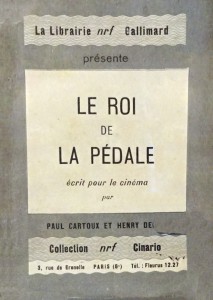 La Librairie nrf Gallimard
présente
LE ROI
DE
LA PÉDALE
écrit pour le cinéma
par
PAUL CARTOUX ET HENRY DE
Collection nrf Cinario
3, rue de Grenelle PARIS (6e) Tél. : Fleurus 12.27